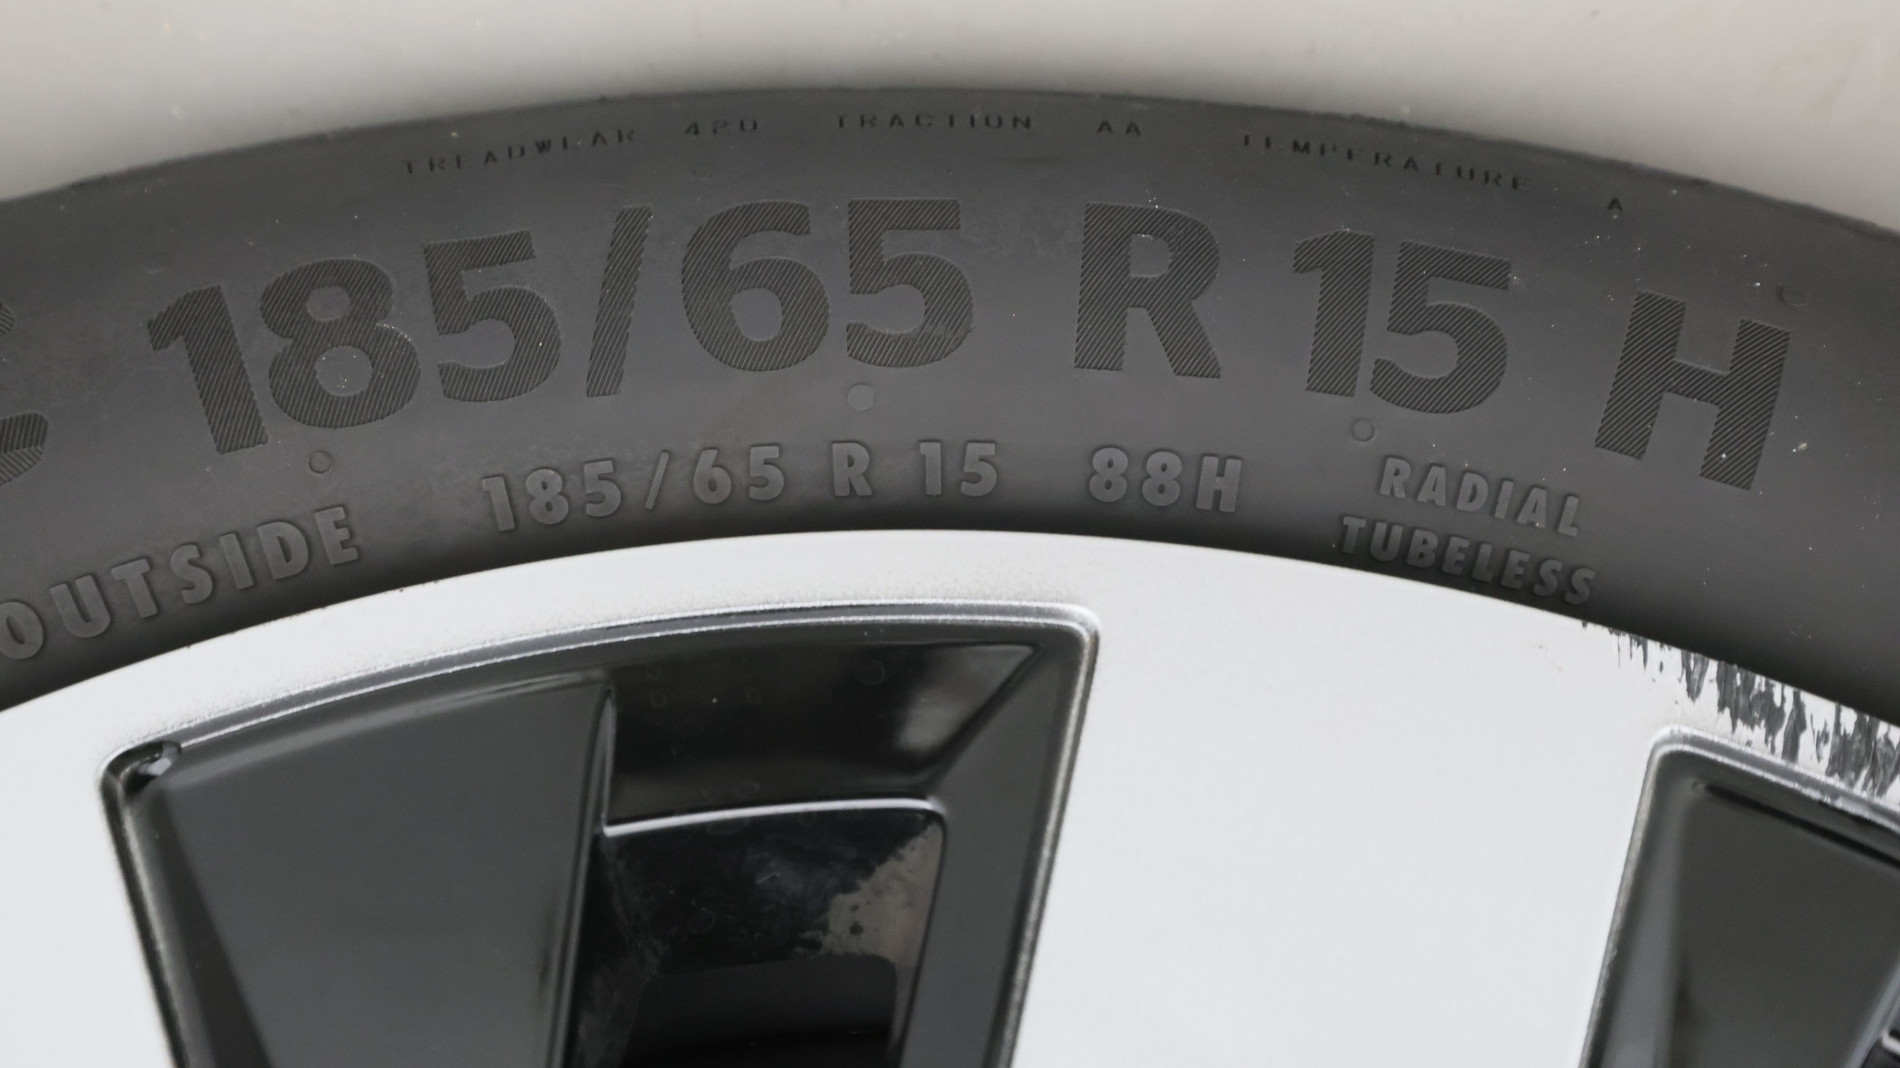 TREADWEAR 420 TRACTION AA TEMPERATURE A
185/65 R 15 H
OUTSIDE 185/65 R 15 88H RADIAL
TUBELESS